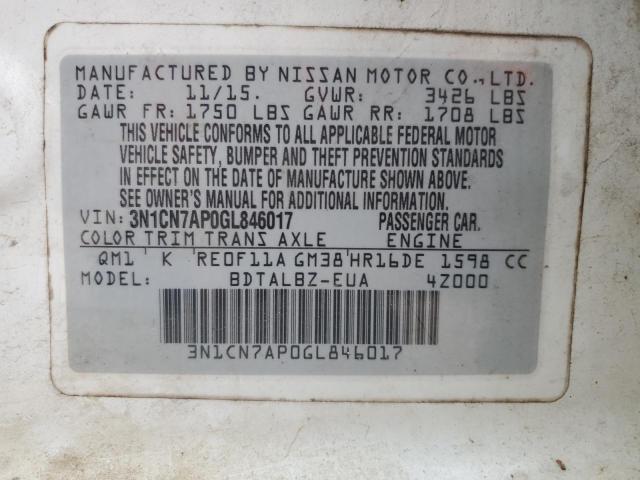 MANUFACTURED BY NISSAN MOTOR CO.,LTD.
DATE: 11/15. GVWR: 3426 LBS
GAWR FR: 1750 LBS GAWR RR: 1708 LBS
THIS VEHICLE CONFORMS TO ALL APPLICABLE FEDERAL MOTOR
VEHICLE SAFETY, BUMPER AND THEFT PREVENTION STANDARDS
IN EFFECT ON THE DATE OF MANUFACTURE SHOWN ABOVE.
SEE OWNER'S MANUAL FOR ADDITIONAL INFORMATION.
VIN: 3N1CN7AP0GL846017 PASSENGER CAR.
COLOR TRIM TRANS AXLE ENGINE
QM1 K RE0F11A GM38 HR16DE 1598 CC
MODEL: BDTALBZ-EUA 4Z000
3N1CN7AP0GL846017